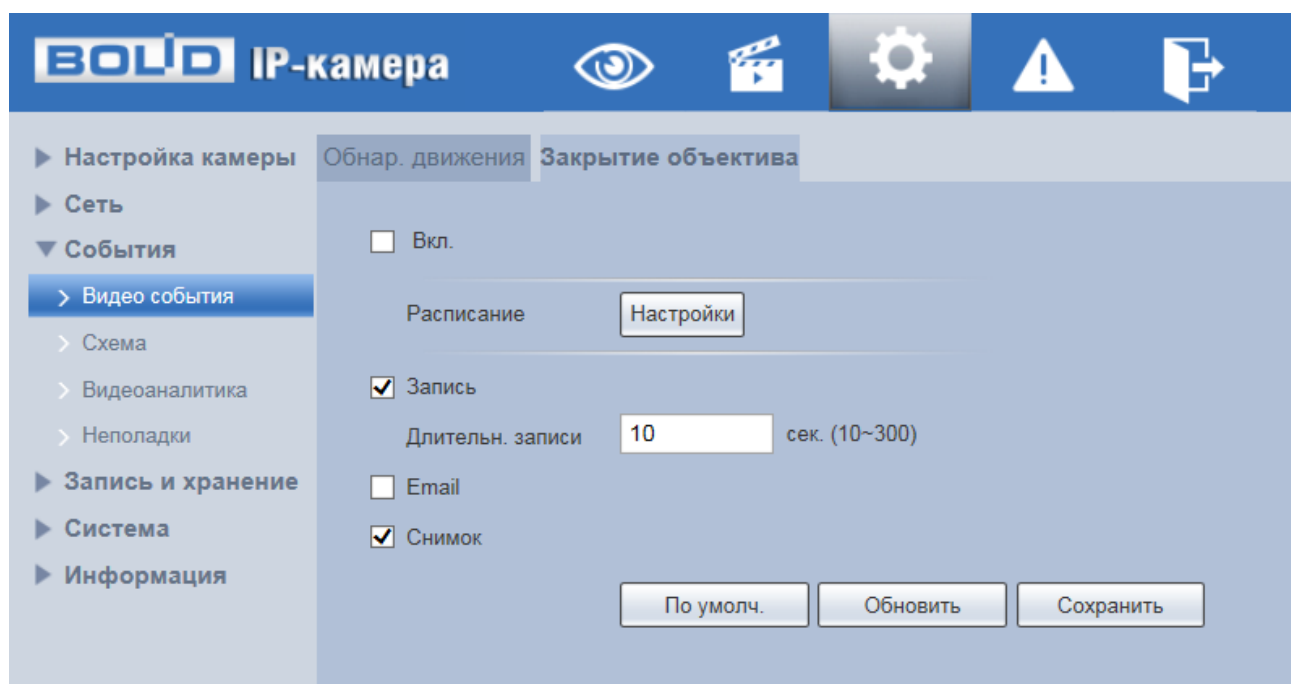 BOLID IP-камера
Настройка камеры
Сеть
События
Видео события
Схема
Видеоаналитика
Неполадки
Запись и хранение
Система
Информация
Обнар. движения Закрытие объектива
Вкл.
Расписание Настройки
Запись
Длительн. записи 10 сек. (10~300)
Email
Снимок
По умолч. Обновить Сохранить